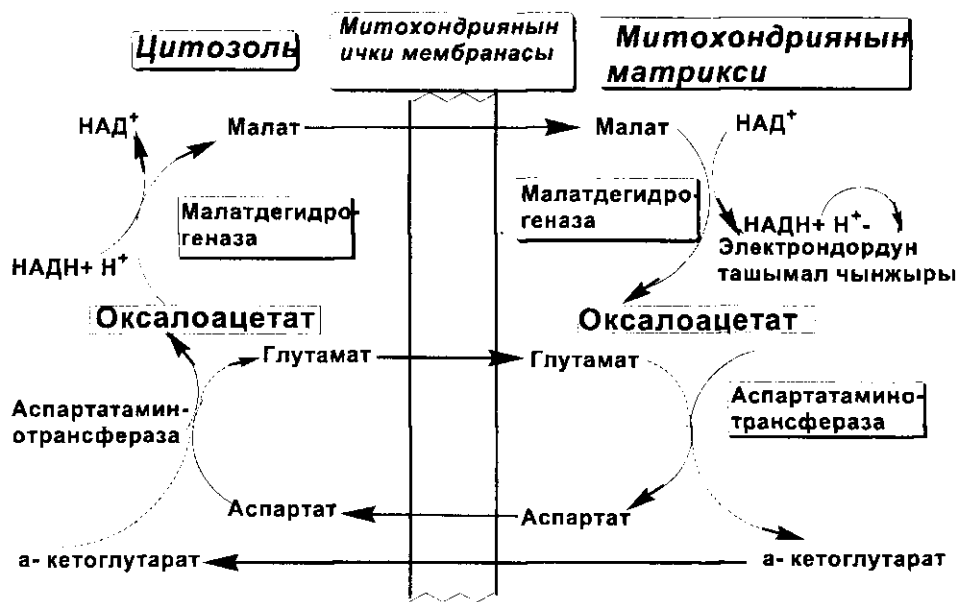 Цитозоль
Митохондриянын
ички мембранасы
Митохондриянын
матрикси
НАД⁺
Малат
Малат
НАД⁺
Малатдегидро-
геназа
Малатдегидро-
геназа
НАДН+ Н⁺
НАДН+ Н⁺-
Электрондордун
ташымал чынжыры
Оксалоацетат
Оксалоацетат
Глутамат
Глутамат
Аспартатамин-
отрансфераза
Аспартатамино-
трансфераза
Аспартат
Аспартат
а- кетоглутарат
а- кетоглутарат